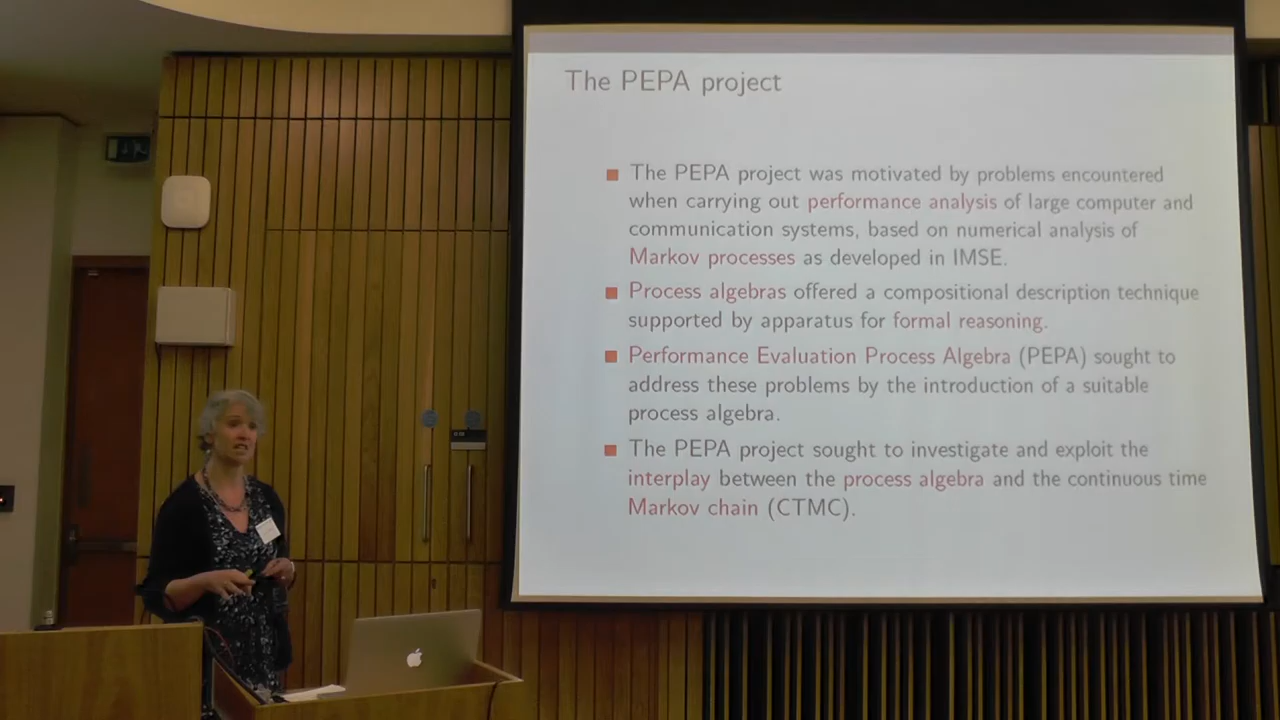 The PEPA project
The PEPA project was motivated by problems encountered
when carrying out performance analysis of large computer and
communication systems, based on numerical analysis of
Markov processes as developed in IMSE.
Process algebras offered a compositional description technique
supported by apparatus for formal reasoning.
Performance Evaluation Process Algebra (PEPA) sought to
address these problems by the introduction of a suitable
process algebra.
The PEPA project sought to investigate and exploit the
interplay between the process algebra and the continuous time
Markov chain (CTMC).